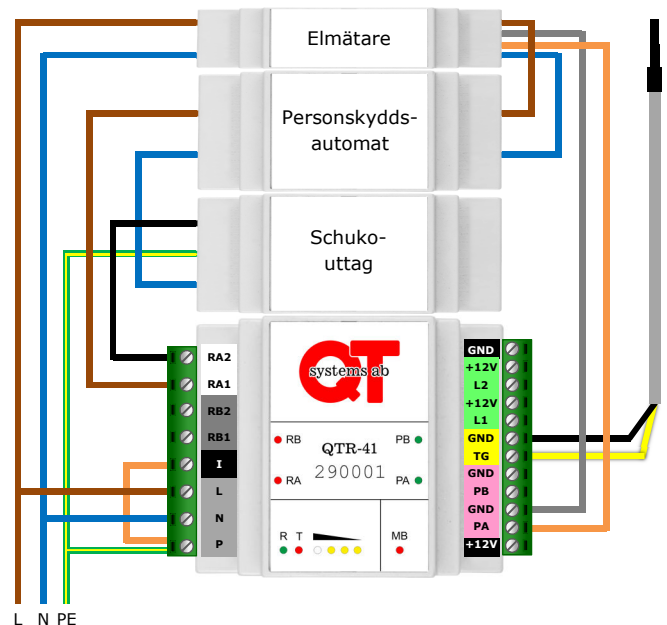 Elmätare
Personskydds-
automat
Schuko-
uttag
RA2
RA1
RB2
RB1
I
L
N
P
QT
systems ab
RB
QTR-41
PB
RA
290001
PA
R T
MB
GND
+12V
L2
+12V
L1
GND
TG
GND
PB
GND
PA
+12V
L N PE